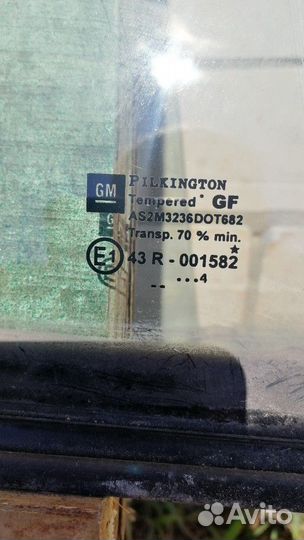 PILKINGTON
GM Tempered GF
G AS2M3236DOT682
Transp. 70 % min.
E1 43 R - 001582
.. ...4
Avito